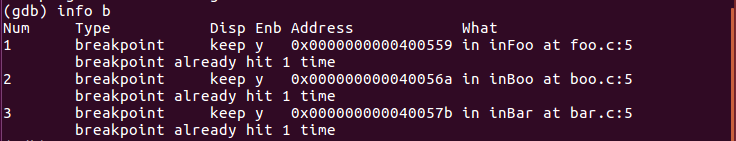 (gdb) info b
Num     Type           Disp Enb Address            What
1       breakpoint     keep y   0x0000000000400559 in inFoo at foo.c:5
        breakpoint already hit 1 time
2       breakpoint     keep y   0x000000000040056a in inBoo at boo.c:5
        breakpoint already hit 1 time
3       breakpoint     keep y   0x000000000040057b in inBar at bar.c:5
        breakpoint already hit 1 time